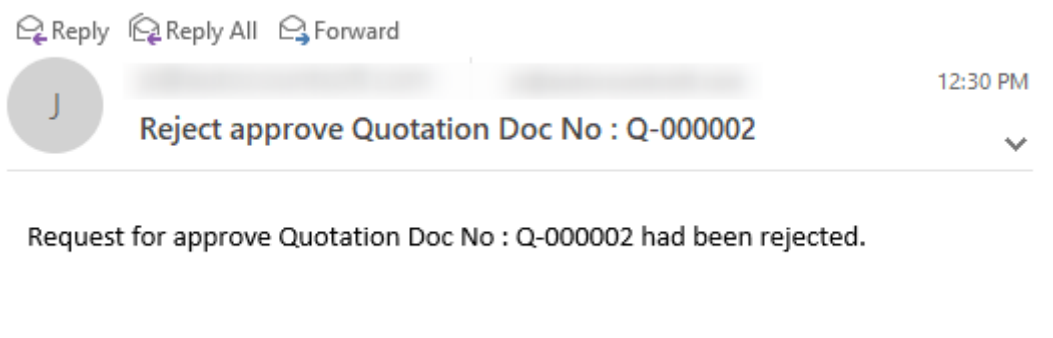 Reply Reply All Forward
J
12:30 PM
Reject approve Quotation Doc No : Q-000002
Request for approve Quotation Doc No : Q-000002 had been rejected.